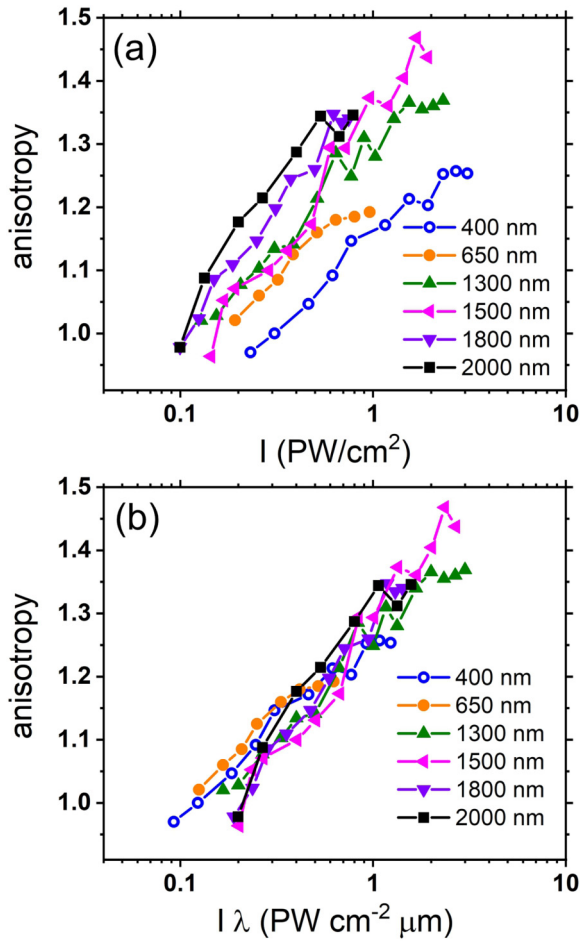 (a)
1.5
1.4
1.3
1.2
1.1
1.0
anisotropy
400 nm
650 nm
1300 nm
1500 nm
1800 nm
2000 nm
0.1 1 10
I (PW/cm²)
(b)
1.5
1.4
1.3
1.2
1.1
1.0
anisotropy
400 nm
650 nm
1300 nm
1500 nm
1800 nm
2000 nm
0.1 1 10
I λ (PW cm⁻² μm)